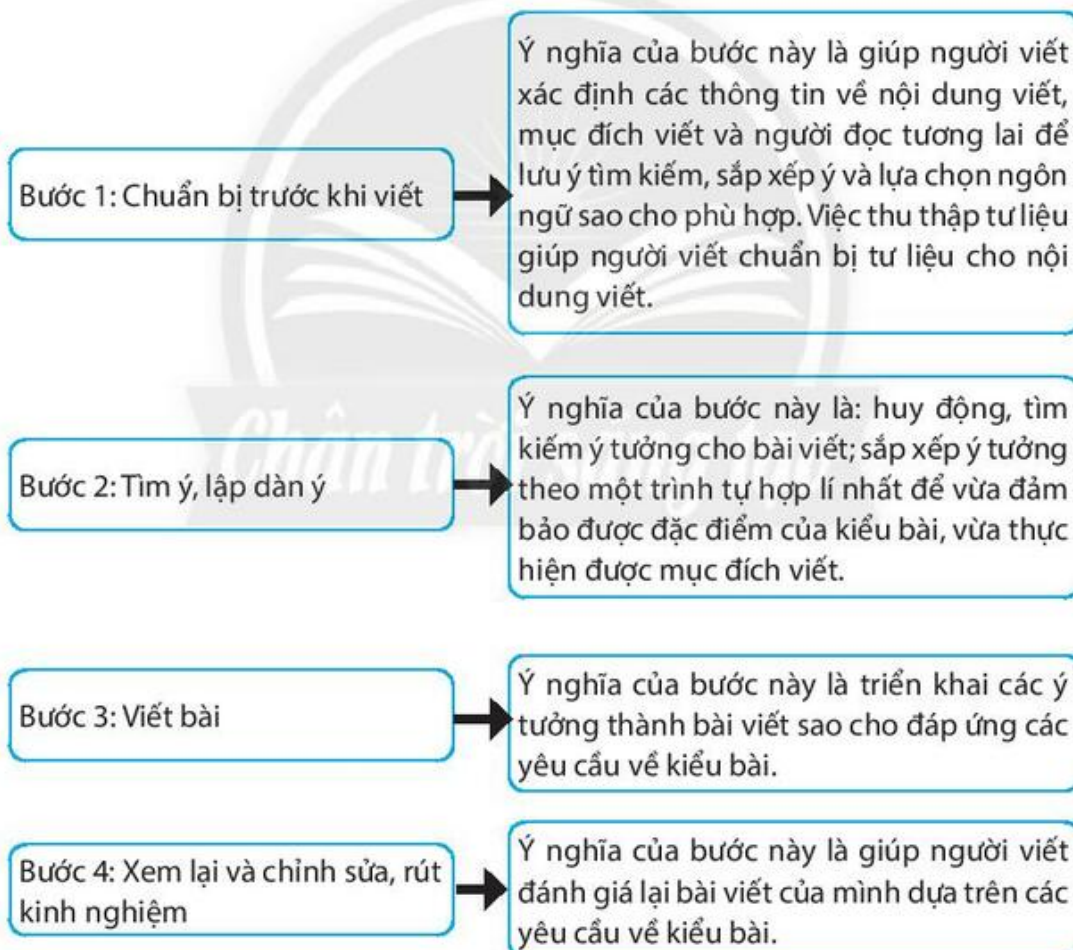 Bước 1: Chuẩn bị trước khi viết
Ý nghĩa của bước này là giúp người viết
xác định các thông tin về nội dung viết,
mục đích viết và người đọc tương lai để
lưu ý tìm kiếm, sắp xếp ý và lựa chọn ngôn
ngữ sao cho phù hợp. Việc thu thập tư liệu
giúp người viết chuẩn bị tư liệu cho nội
dung viết.
Bước 2: Tìm ý, lập dàn ý
Ý nghĩa của bước này là: huy động, tìm
kiếm ý tưởng cho bài viết; sắp xếp ý tưởng
theo một trình tự hợp lí nhất để vừa đảm
bảo được đặc điểm của kiểu bài, vừa thực
hiện được mục đích viết.
Chân trời sáng tạo
Bước 3: Viết bài
Ý nghĩa của bước này là triển khai các ý
tưởng thành bài viết sao cho đáp ứng các
yêu cầu về kiểu bài.
Bước 4: Xem lại và chỉnh sửa, rút
kinh nghiệm
Ý nghĩa của bước này là giúp người viết
đánh giá lại bài viết của mình dựa trên các
yêu cầu về kiểu bài.